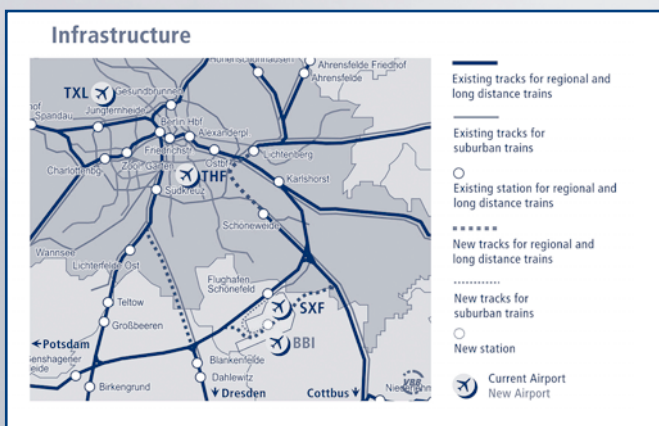 Infrastructure
Hohenschönhausen
Ahrensfelde Friedhof
Ahrensfelde
TXL
Gesundbrunnen
Jungfernheide
Spandau
Berlin Hbf
Alexanderpl
Friedrichstr
Ostbf
Lichtenberg
Zoo
Garten
Charlottenbg
THF
Karlshorst
Südkreuz
Schöneweide
Wannsee
Lichterfelde Ost
Flughafen
Schönefeld
Teltow
SXF
Großbeeren
BBI
Potsdam
Genshagener
Heide
Blankenfelde
Dahlewitz
Birkengrund
Dresden
Cottbus
VBB
Existing tracks for regional and
long distance trains
Existing tracks for
suburban trains
Existing station for regional and
long distance trains
New tracks for regional and
long distance trains
New tracks for
suburban trains
New station
Current Airport
New Airport